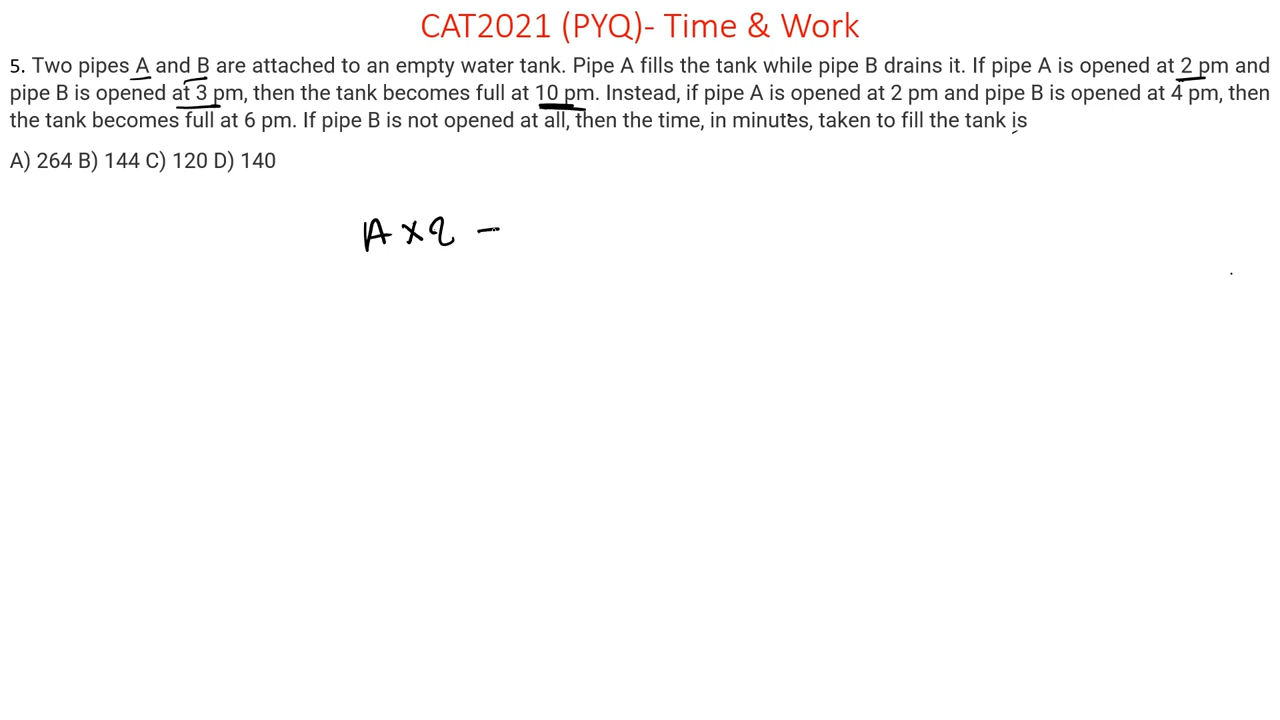 CAT2021 (PYQ)- Time & Work
5. Two pipes A and B are attached to an empty water tank. Pipe A fills the tank while pipe B drains it. If pipe A is opened at 2 pm and
pipe B is opened at 3 pm, then the tank becomes full at 10 pm. Instead, if pipe A is opened at 2 pm and pipe B is opened at 4 pm, then
the tank becomes full at 6 pm. If pipe B is not opened at all, then the time, in minutes, taken to fill the tank is
A) 264 B) 144 C) 120 D) 140
A × 2 -